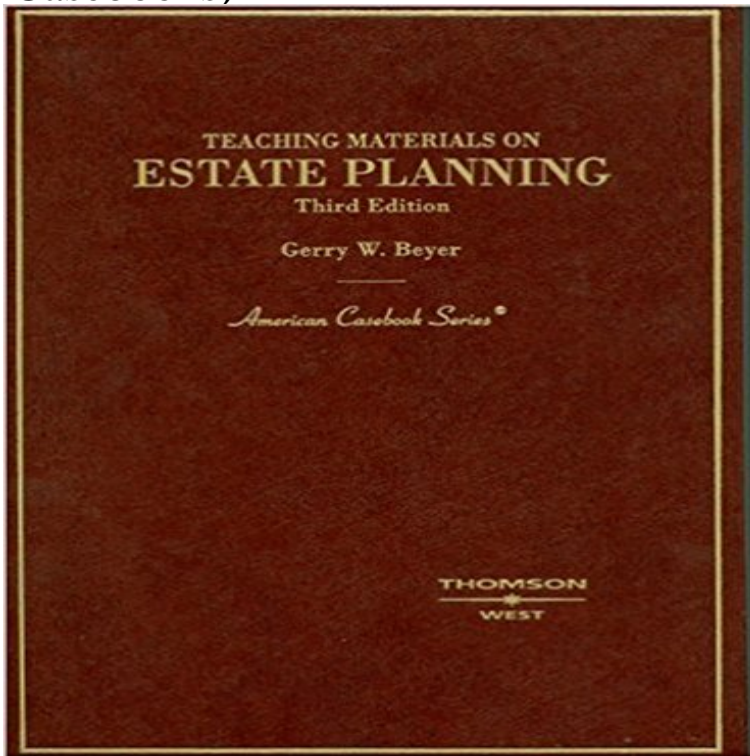 TEACHING MATERIALS ON
ESTATE PLANNING
Third Edition
Gerry W. Beyer
American Casebook Series®
THOMSON
WEST